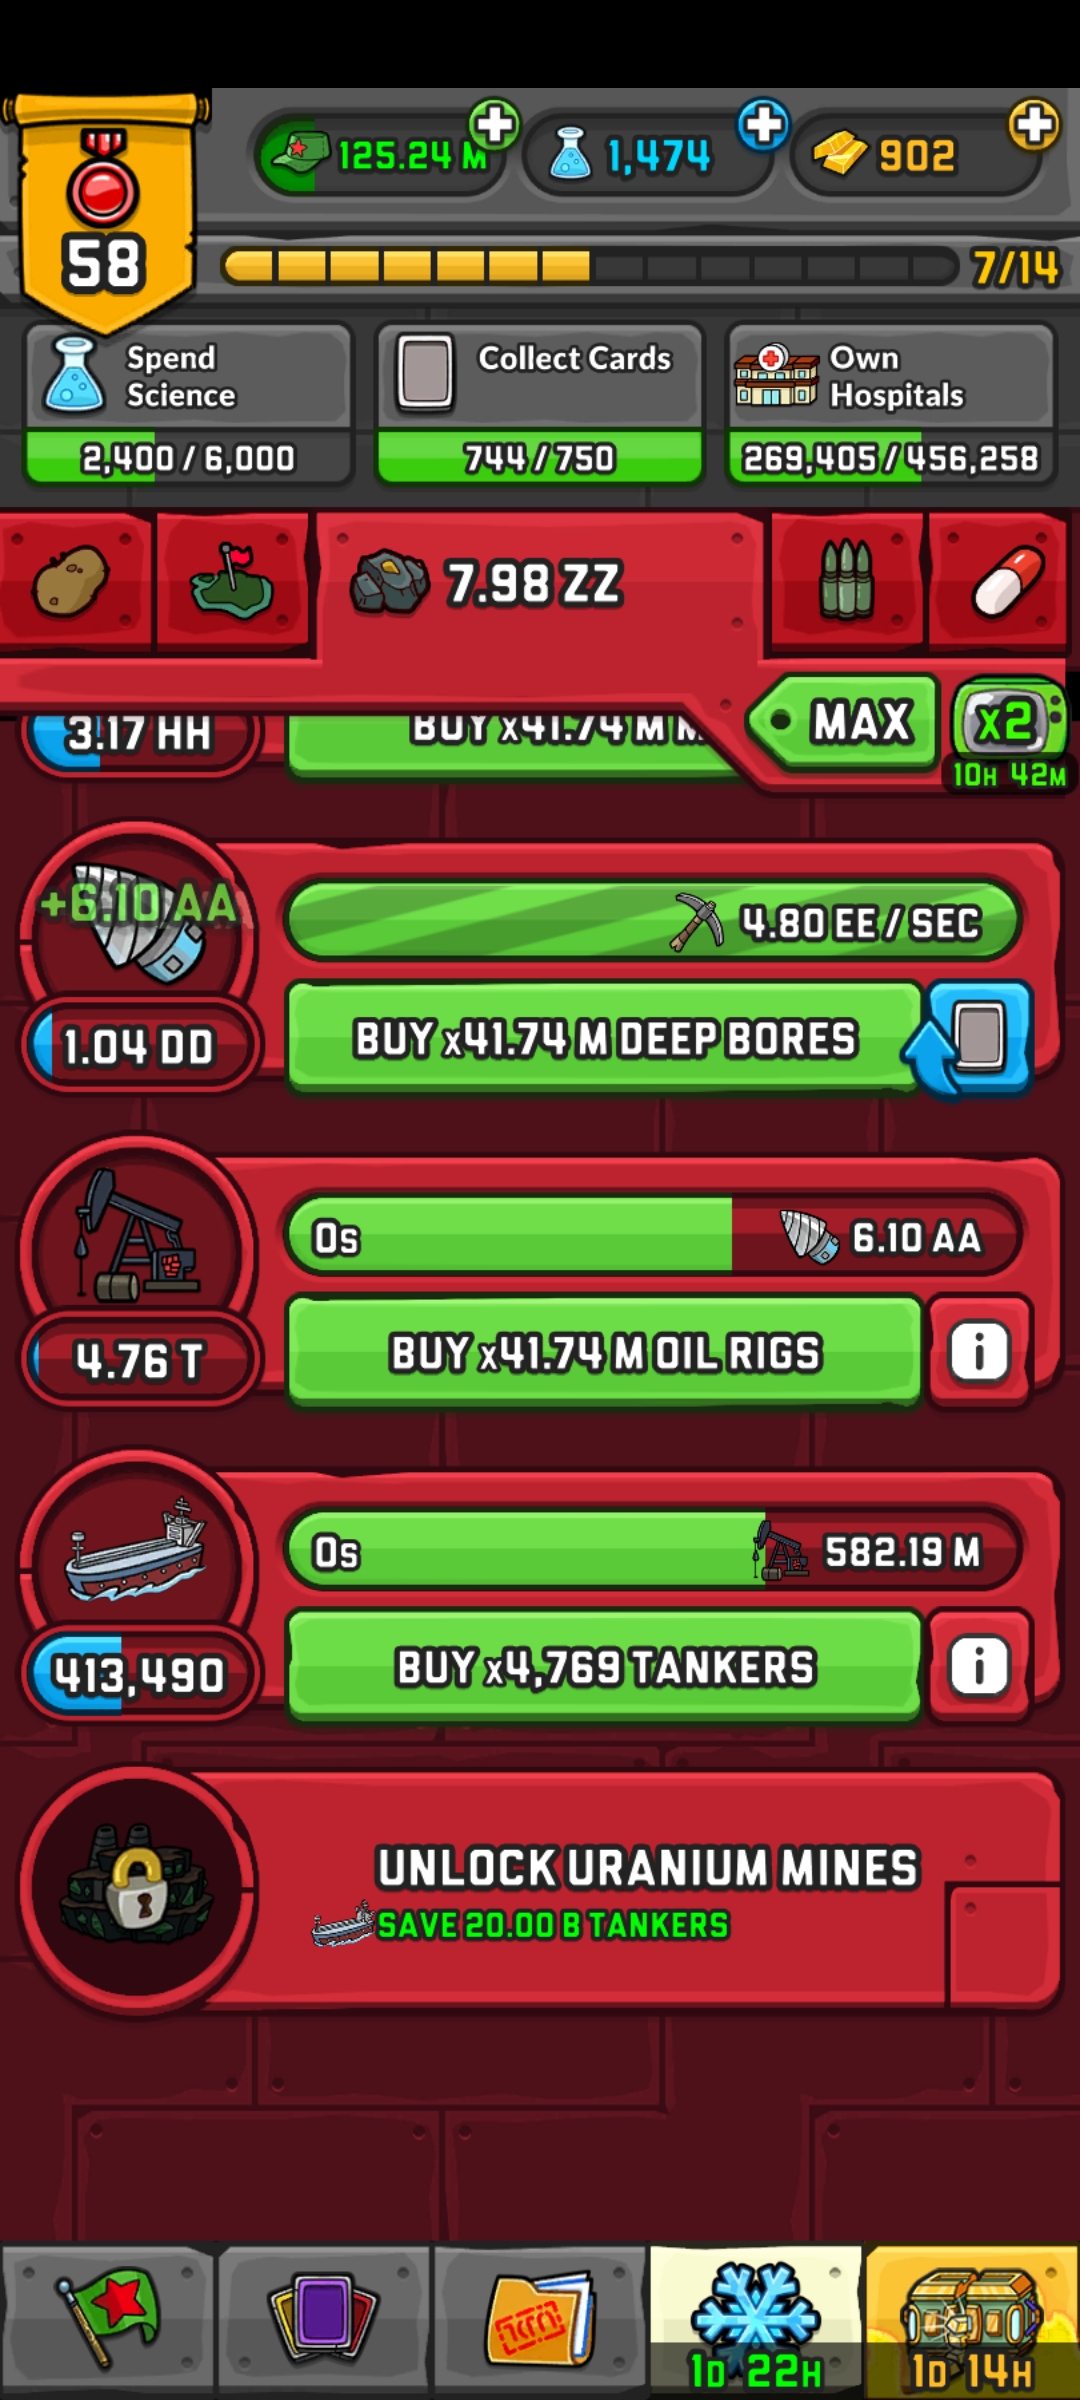 125.24 M
1,474
902
58
7/14
Spend
Science
Collect Cards
Own
Hospitals
2,400 / 6,000
744 / 750
269,405 / 456,258
7.98 ZZ
MAX
x2
10H 42M
3.17 HH
BUY x41.74 M
+6.10 AA
4.80 EE / SEC
1.04 DD
BUY x41.74 M DEEP BORES
0s
6.10 AA
4.76 T
BUY x41.74 M OIL RIGS
i
0s
582.19 M
413,490
BUY x4,769 TANKERS
i
UNLOCK URANIUM MINES
SAVE 20.00 B TANKERS
1D 22H
1D 14H